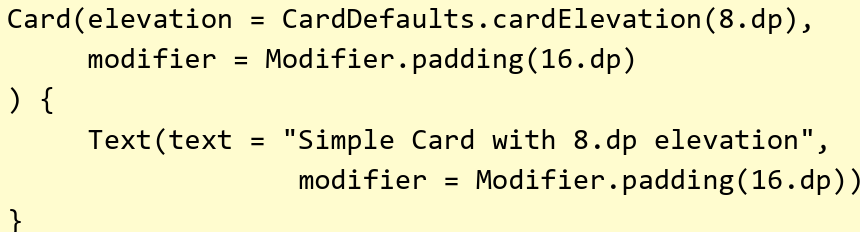 Card(elevation = CardDefaults.cardElevation(8.dp),
     modifier = Modifier.padding(16.dp)
) {
     Text(text = "Simple Card with 8.dp elevation",
                  modifier = Modifier.padding(16.dp))
}